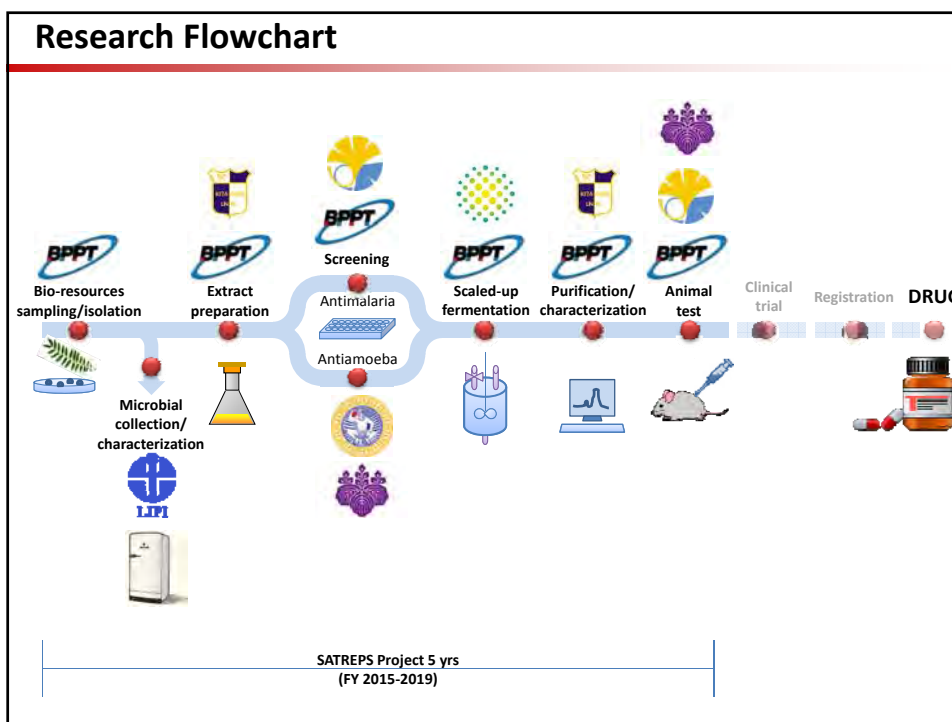 Research Flowchart
BPPT
Bio-resources
sampling/isolation
Microbial
collection/
characterization
LIPI
BPPT
Extract
preparation
BPPT
Screening
Antimalaria
Antiamoeba
BPPT
Scaled-up
fermentation
BPPT
Purification/
characterization
BPPT
Animal
test
Clinical
trial
Registration
DRUG
SATREPS Project 5 yrs
(FY 2015-2019)